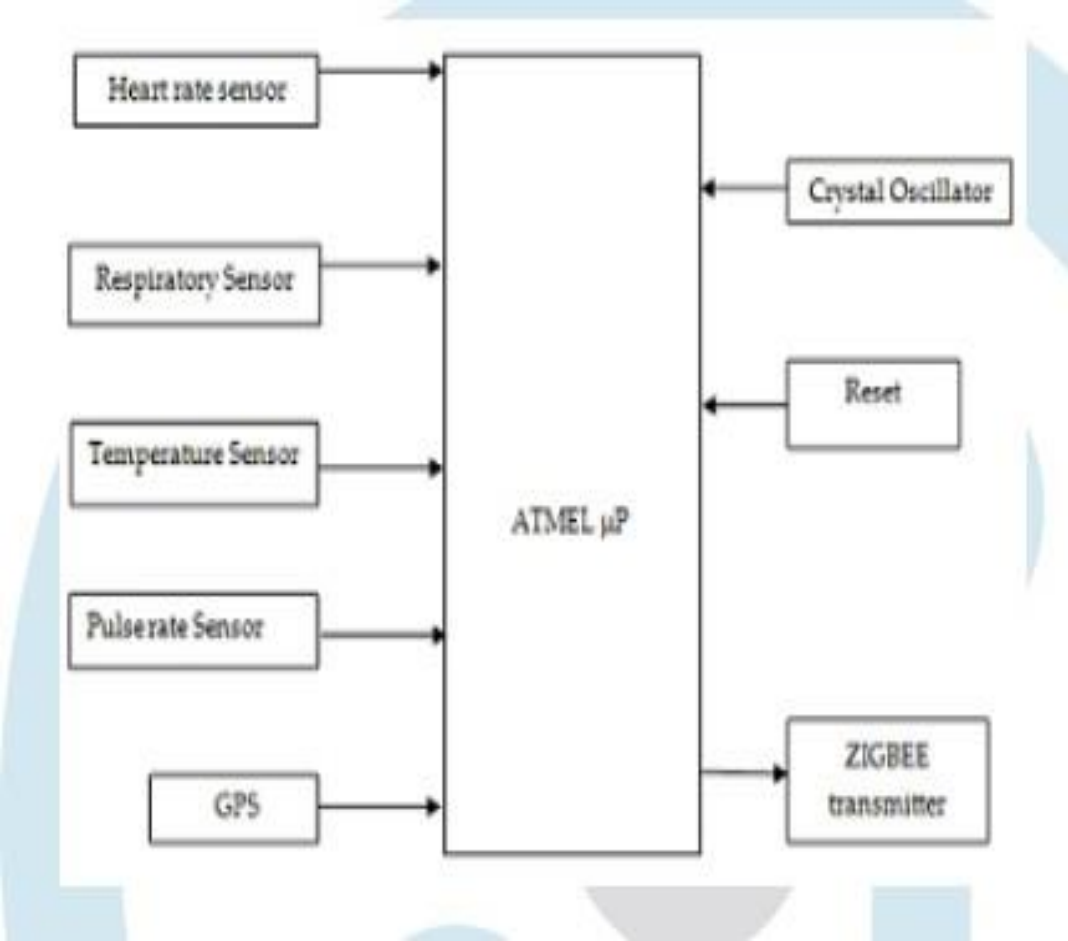 Heart rate sensor
Respiratory Sensor
Temperature Sensor
Pulse rate Sensor
GPS
ATMEL µP
Crystal Oscillator
Reset
ZIGBEE
transmitter